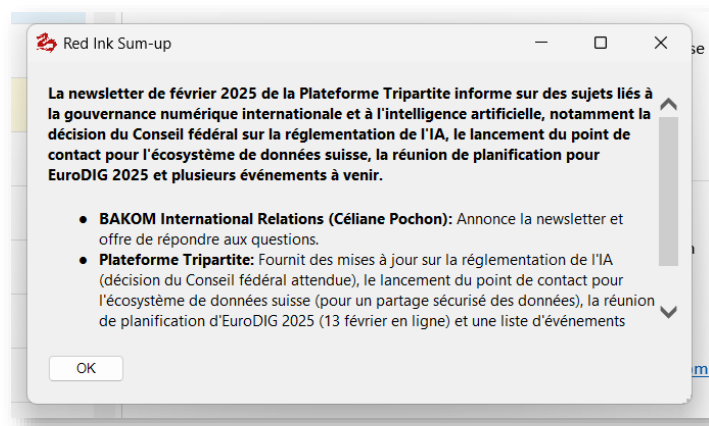 Red Ink Sum-up
se
La newsletter de février 2025 de la Plateforme Tripartite informe sur des sujets liés à
la gouvernance numérique internationale et à l'intelligence artificielle, notamment la
décision du Conseil fédéral sur la réglementation de l'IA, le lancement du point de
contact pour l'écosystème de données suisse, la réunion de planification pour
EuroDIG 2025 et plusieurs événements à venir.
● BAKOM International Relations (Céliane Pochon): Annonce la newsletter et
offre de répondre aux questions.
● Plateforme Tripartite: Fournit des mises à jour sur la réglementation de l'IA
(décision du Conseil fédéral attendue), le lancement du point de contact pour
l'écosystème de données suisse (pour un partage sécurisé des données), la réunion
de planification d'EuroDIG 2025 (13 février en ligne) et une liste d'événements
OK
om